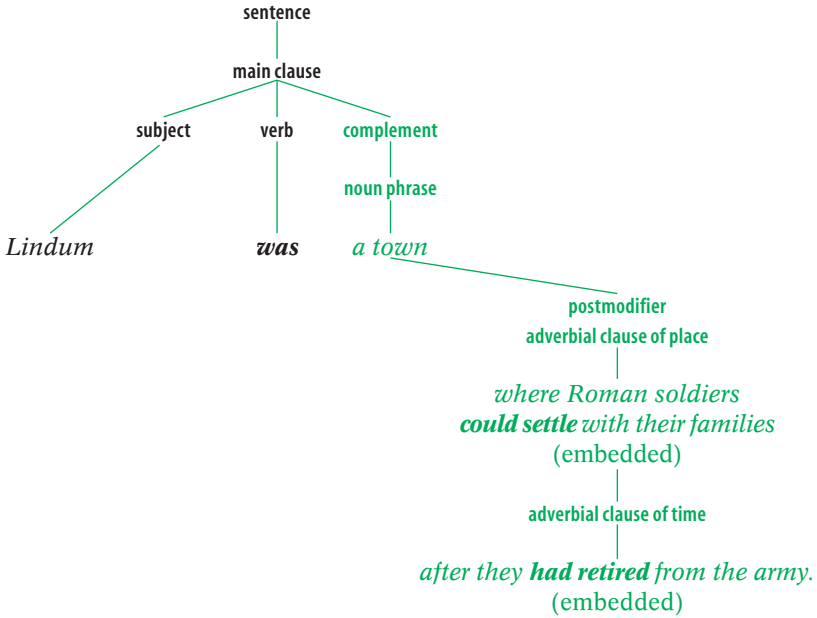 sentence
main clause
subject verb complement
noun phrase
Lindum was a town
postmodifier
adverbial clause of place
where Roman soldiers
could settle with their families
(embedded)
adverbial clause of time
after they had retired from the army.
(embedded)